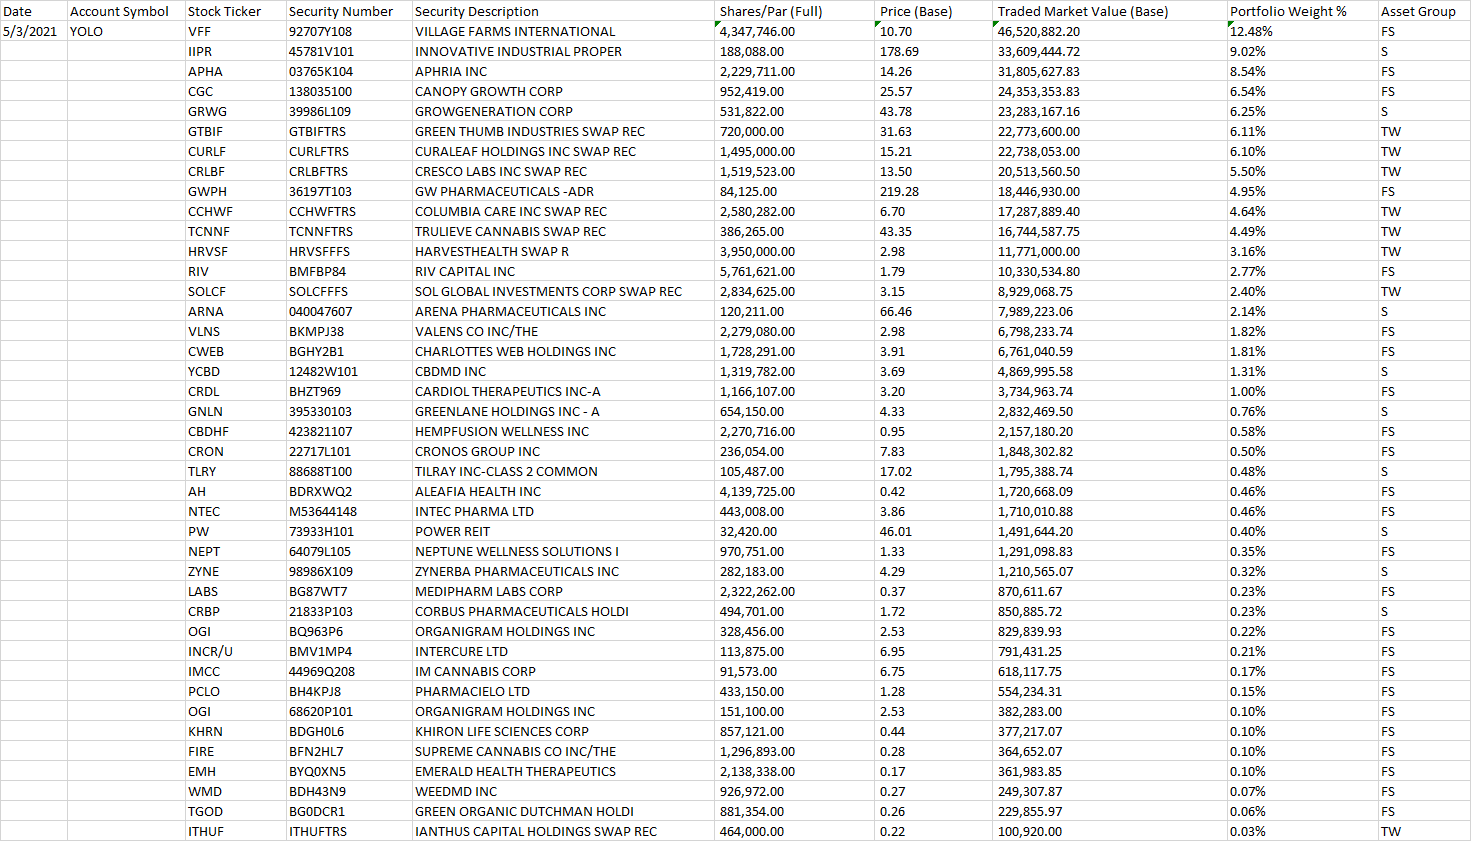 Date Account Symbol Stock Ticker Security Number Security Description Shares/Par (Full) Price (Base) Traded Market Value (Base) Portfolio Weight % Asset Group
5/3/2021 YOLO VFF 92707Y108 VILLAGE FARMS INTERNATIONAL 4,347,746.00 10.70 46,520,882.20 12.48% FS
IIPR 45781V101 INNOVATIVE INDUSTRIAL PROPER 188,088.00 178.69 33,609,444.72 9.02% S
APHA 03765K104 APHRIA INC 2,229,711.00 14.26 31,805,627.83 8.54% FS
CGC 138035100 CANOPY GROWTH CORP 952,419.00 25.57 24,353,353.83 6.54% FS
GRWG 39986L109 GROWGENERATION CORP 531,822.00 43.78 23,283,167.16 6.25% S
GTBIF GTBIFTRS GREEN THUMB INDUSTRIES SWAP REC 720,000.00 31.63 22,773,600.00 6.11% TW
CURLF CURLFTRS CURALEAF HOLDINGS INC SWAP REC 1,495,000.00 15.21 22,738,053.00 6.10% TW
CRLBF CRLBFTRS CRESCO LABS INC SWAP REC 1,519,523.00 13.50 20,513,560.50 5.50% TW
GWPH 36197T103 GW PHARMACEUTICALS -ADR 84,125.00 219.28 18,446,930.00 4.95% FS
CCHWF CCHWFTRS COLUMBIA CARE INC SWAP REC 2,580,282.00 6.70 17,287,889.40 4.64% TW
TCNNF TCNNFTRS TRULIEVE CANNABIS SWAP REC 386,265.00 43.35 16,744,587.75 4.49% TW
HRVSF HRVSFFFS HARVESTHEALTH SWAP R 3,950,000.00 2.98 11,771,000.00 3.16% TW
RIV BMFBP84 RIV CAPITAL INC 5,761,621.00 1.79 10,330,534.80 2.77% FS
SOLCF SOLCFFFS SOL GLOBAL INVESTMENTS CORP SWAP REC 2,834,625.00 3.15 8,929,068.75 2.40% TW
ARNA 040047607 ARENA PHARMACEUTICALS INC 120,211.00 66.46 7,989,223.06 2.14% S
VLNS BKMPJ38 VALENS CO INC/THE 2,279,080.00 2.98 6,798,233.74 1.82% FS
CWEB BGHY2B1 CHARLOTTES WEB HOLDINGS INC 1,728,291.00 3.91 6,761,040.59 1.81% FS
YCBD 12482W101 CBDMD INC 1,319,782.00 3.69 4,869,995.58 1.31% S
CRDL BHZT969 CARDIOL THERAPEUTICS INC-A 1,166,107.00 3.20 3,734,963.74 1.00% FS
GNLN 395330103 GREENLANE HOLDINGS INC - A 654,150.00 4.33 2,832,469.50 0.76% S
CBDHF 423821107 HEMPFUSION WELLNESS INC 2,270,716.00 0.95 2,157,180.20 0.58% FS
CRON 22717L101 CRONOS GROUP INC 236,054.00 7.83 1,848,302.82 0.50% FS
TLRY 88688T100 TILRAY INC-CLASS 2 COMMON 105,487.00 17.02 1,795,388.74 0.48% S
AH BDRXWQ2 ALEAFIA HEALTH INC 4,139,725.00 0.42 1,720,668.09 0.46% FS
NTEC M53644148 INTEC PHARMA LTD 443,008.00 3.86 1,710,010.88 0.46% FS
PW 73933H101 POWER REIT 32,420.00 46.01 1,491,644.20 0.40% S
NEPT 64079L105 NEPTUNE WELLNESS SOLUTIONS I 970,751.00 1.33 1,291,098.83 0.35% FS
ZYNE 98986X109 ZYNERBA PHARMACEUTICALS INC 282,183.00 4.29 1,210,565.07 0.32% S
LABS BG87WT7 MEDIPHARM LABS CORP 2,322,262.00 0.37 870,611.67 0.23% FS
CRBP 21833P103 CORBUS PHARMACEUTICALS HOLDI 494,701.00 1.72 850,885.72 0.23% S
OGI BQ963P6 ORGANIGRAM HOLDINGS INC 328,456.00 2.53 829,839.93 0.22% FS
INCR/U BMV1MP4 INTERCURE LTD 113,875.00 6.95 791,431.25 0.21% FS
IMCC 44969Q208 IM CANNABIS CORP 91,573.00 6.75 618,117.75 0.17% FS
PCLO BH4KPJ8 PHARMACIELO LTD 433,150.00 1.28 554,234.31 0.15% FS
OGI 68620P101 ORGANIGRAM HOLDINGS INC 151,100.00 2.53 382,283.00 0.10% FS
KHRN BDGH0L6 KHIRON LIFE SCIENCES CORP 857,121.00 0.44 377,217.07 0.10% FS
FIRE BFN2HL7 SUPREME CANNABIS CO INC/THE 1,296,893.00 0.28 364,652.07 0.10% FS
EMH BYQ0XN5 EMERALD HEALTH THERAPEUTICS 2,138,338.00 0.17 361,983.85 0.10% FS
WMD BDH43N9 WEEDMD INC 926,972.00 0.27 249,307.87 0.07% FS
TGOD BG0DCR1 GREEN ORGANIC DUTCHMAN HOLDI 881,354.00 0.26 229,855.97 0.06% FS
ITHUF ITHUFTRS IANTHUS CAPITAL HOLDINGS SWAP REC 464,000.00 0.22 100,920.00 0.03% TW